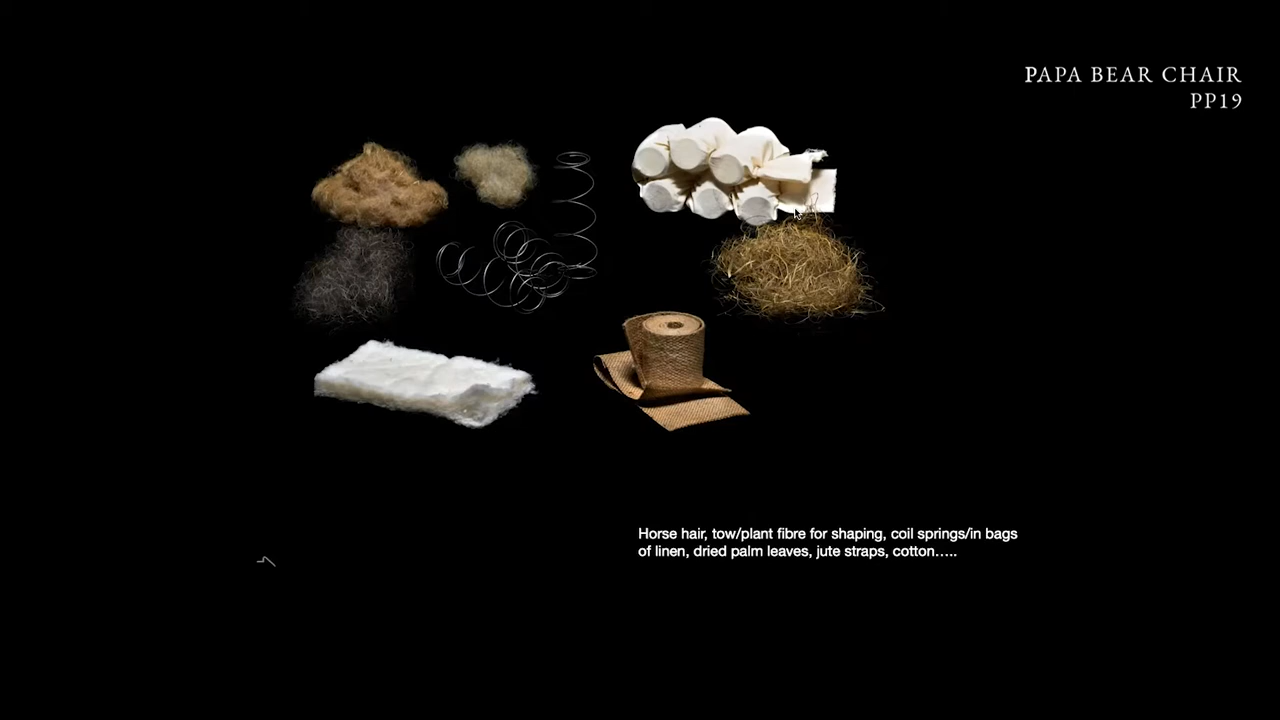 PAPA BEAR CHAIR
PP19
Horse hair, tow/plant fibre for shaping, coil springs/in bags
of linen, dried palm leaves, jute straps, cotton.....